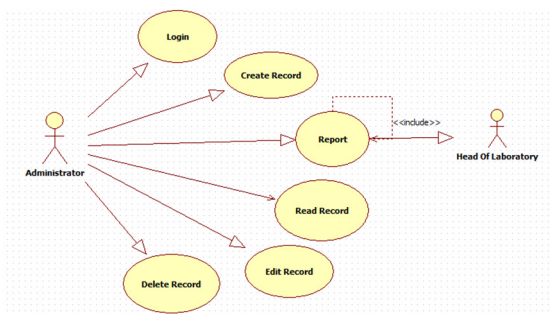 Login
Create Record
<<include>>
Report
Head Of Laboratory
Administrator
Read Record
Edit Record
Delete Record